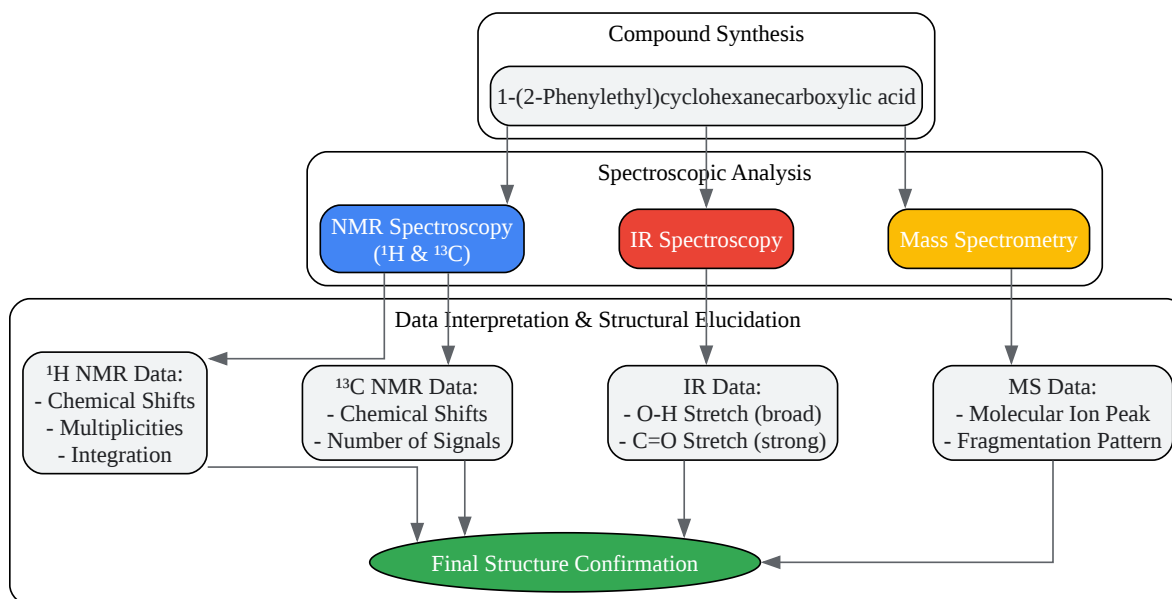 Compound Synthesis
1-(2-Phenylethyl)cyclohexanecarboxylic acid
Spectroscopic Analysis
NMR Spectroscopy
(¹H & ¹³C)
IR Spectroscopy
Mass Spectrometry
Data Interpretation & Structural Elucidation
¹H NMR Data:
- Chemical Shifts
- Multiplicities
- Integration
¹³C NMR Data:
- Chemical Shifts
- Number of Signals
IR Data:
- O-H Stretch (broad)
- C=O Stretch (strong)
MS Data:
- Molecular Ion Peak
- Fragmentation Pattern
Final Structure Confirmation